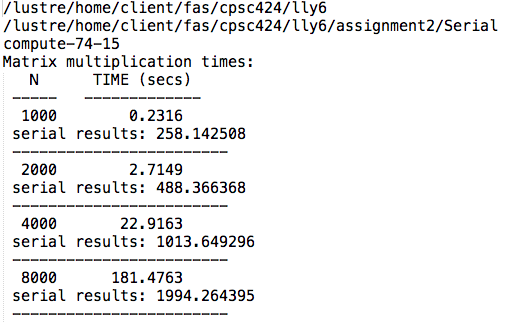 /lustre/home/client/fas/cpsc424/lly6
/lustre/home/client/fas/cpsc424/lly6/assignment2/Serial
compute-74-15
Matrix multiplication times:
N TIME (secs)
----- -------------
1000 0.2316
serial results: 258.142508
------------------------
2000 2.7149
serial results: 488.366368
------------------------
4000 22.9163
serial results: 1013.649296
------------------------
8000 181.4763
serial results: 1994.264395
------------------------